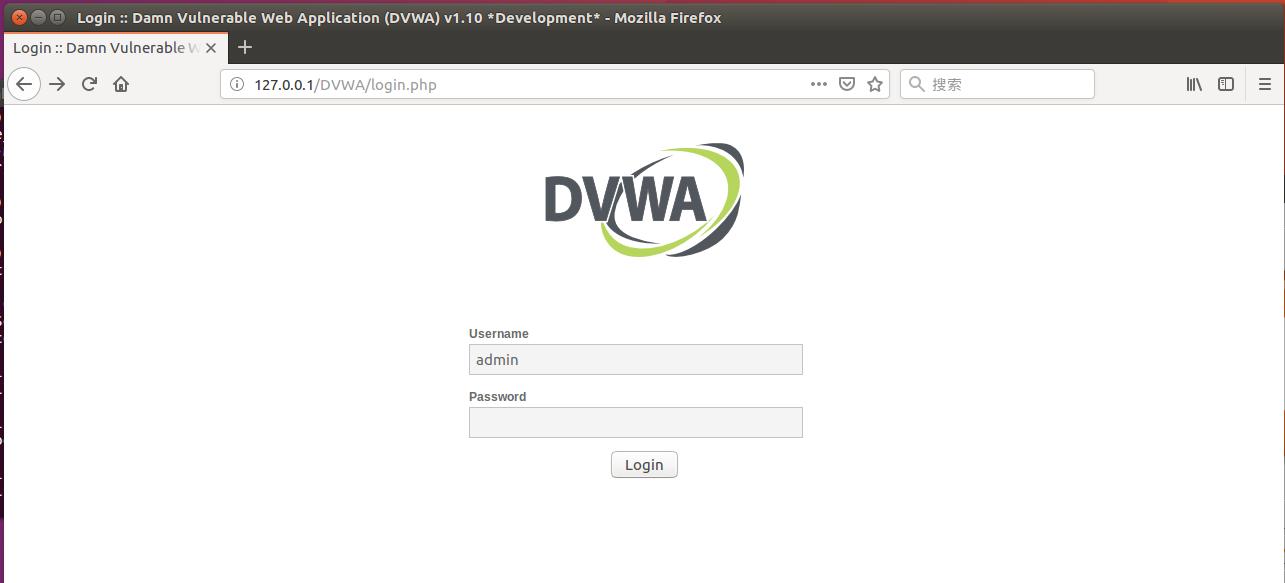 Login :: Damn Vulnerable Web Application (DVWA) v1.10 *Development* - Mozilla Firefox
Login :: Damn Vulnerable W
127.0.0.1/DVWA/login.php
搜索
DVWA
Username
admin
Password
Login